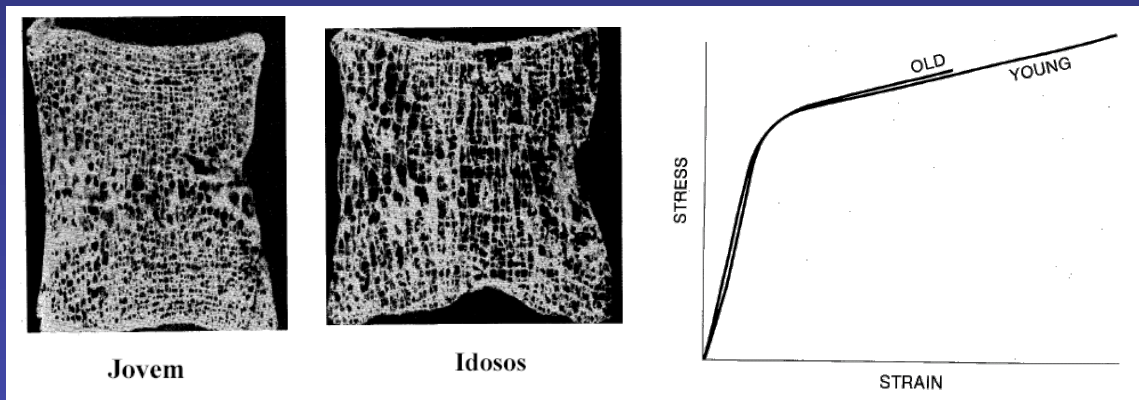 Jovem
Idosos
OLD
YOUNG
STRESS
STRAIN